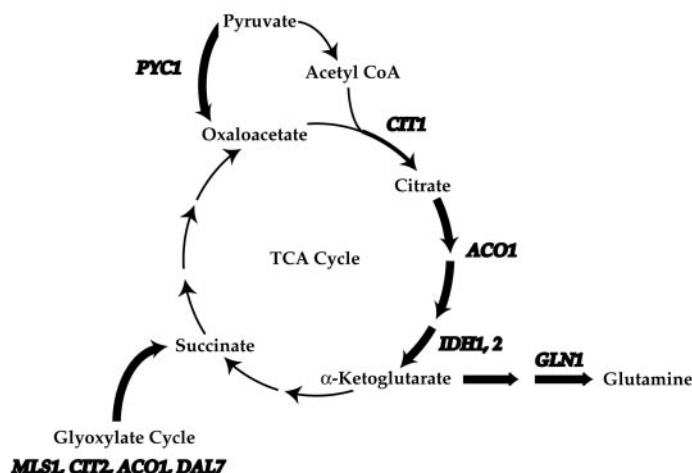 Pyruvate
PYC1
Acetyl CoA
Oxaloacetate
CIT1
Citrate
TCA Cycle
ACO1
Succinate
IDH1, 2
α-Ketoglutarate
GLN1
Glutamine
Glyoxylate Cycle
MLS1, CIT2, ACO1, DAL7